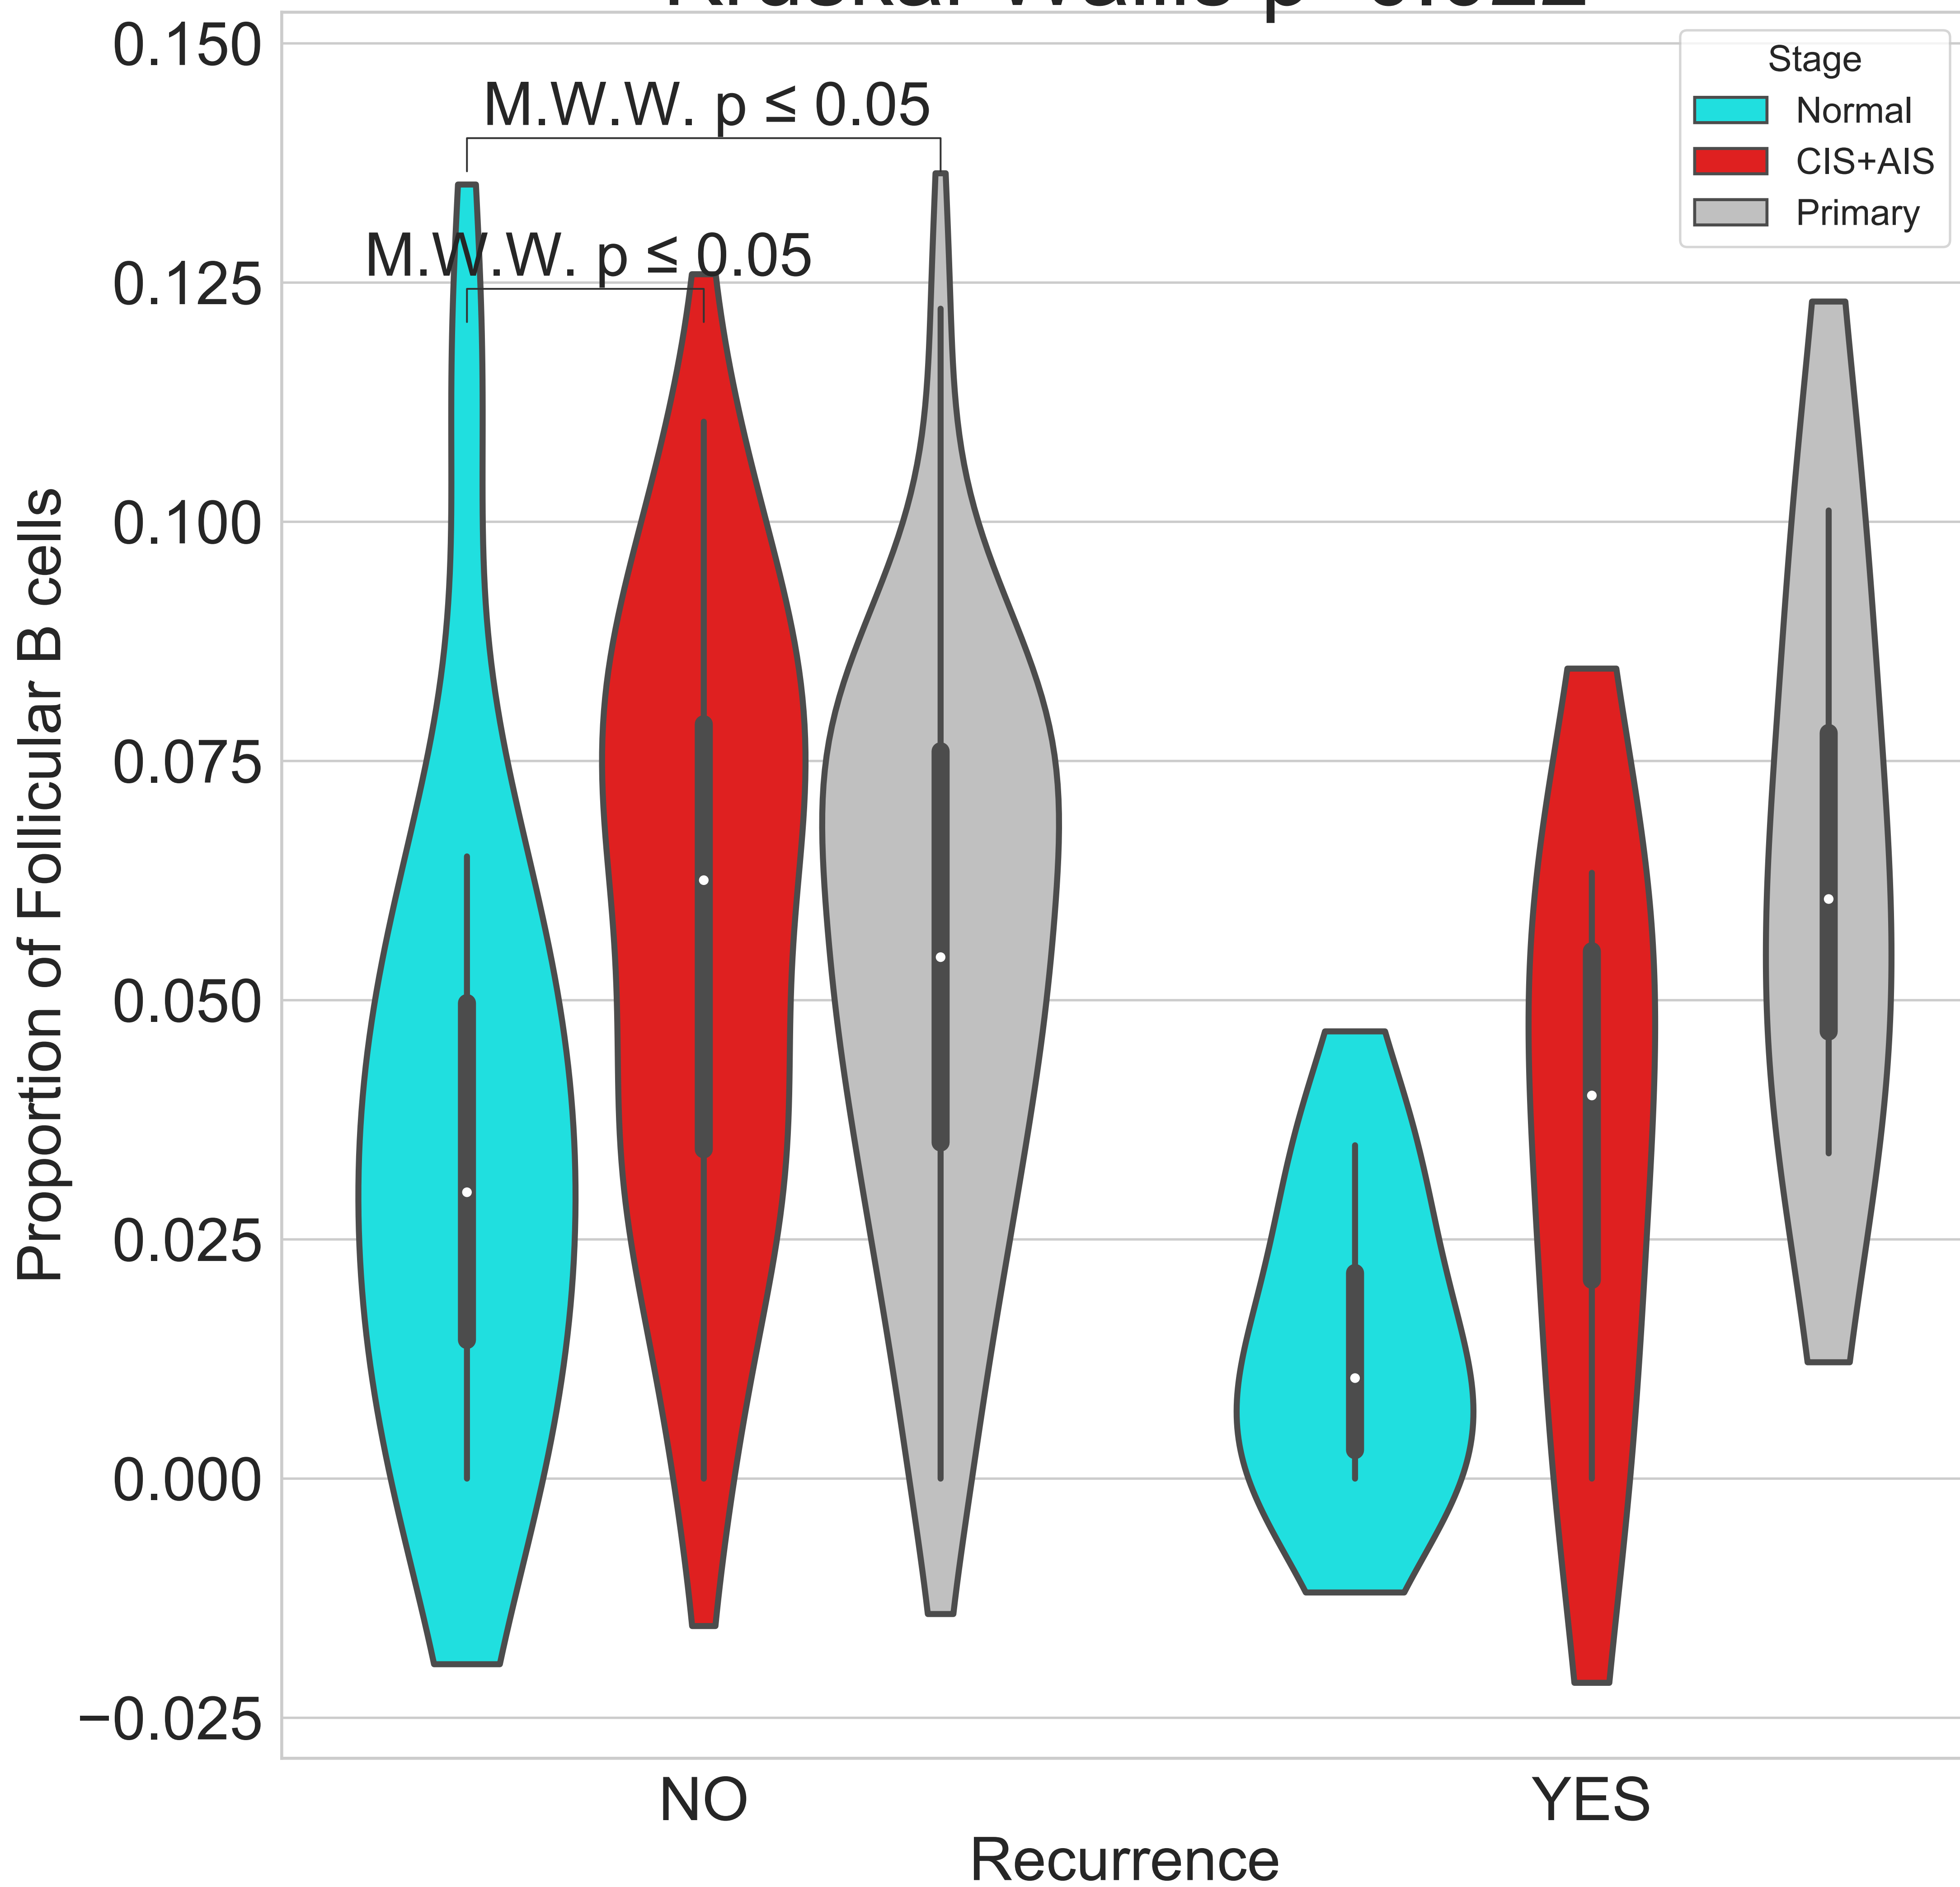 0.150
0.125
0.100
0.075
0.050
0.025
0.000
−0.025
Proportion of Follicular B cells
M.W.W. p ≤ 0.05
M.W.W. p ≤ 0.05
Stage
Normal
CIS+AIS
Primary
NO
YES
Recurrence